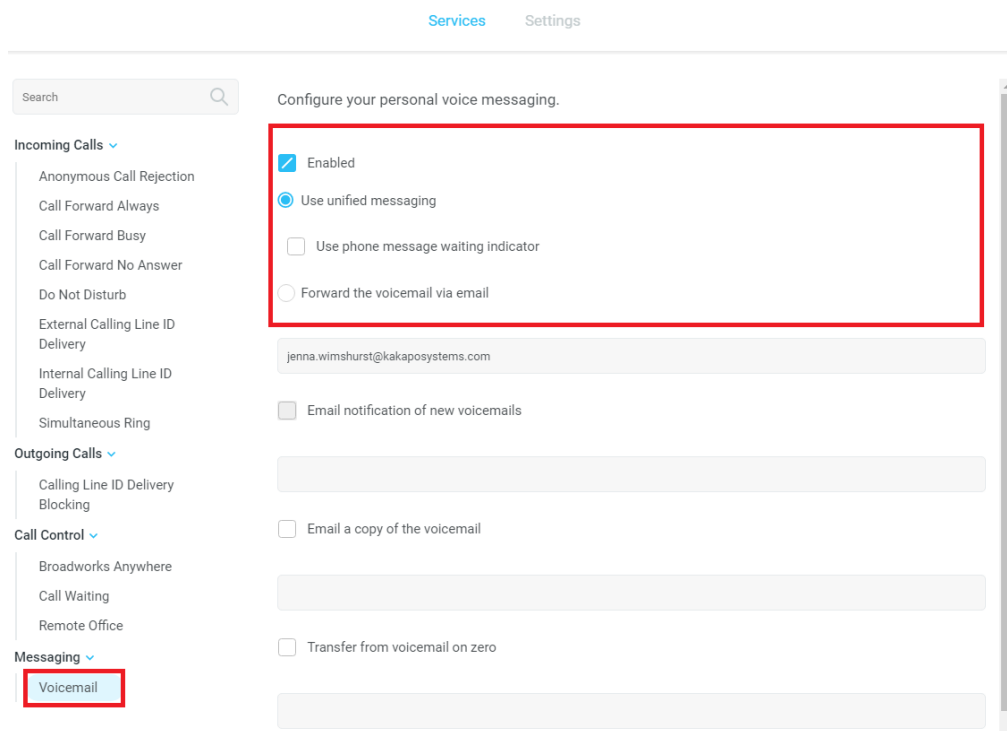 Services Settings
Search
Incoming Calls
Anonymous Call Rejection
Call Forward Always
Call Forward Busy
Call Forward No Answer
Do Not Disturb
External Calling Line ID
Delivery
Internal Calling Line ID
Delivery
Simultaneous Ring
Outgoing Calls
Calling Line ID Delivery
Blocking
Call Control
Broadworks Anywhere
Call Waiting
Remote Office
Messaging
Voicemail
Configure your personal voice messaging.
Enabled
Use unified messaging
Use phone message waiting indicator
Forward the voicemail via email
jenna.wimshurst@kakaposystems.com
Email notification of new voicemails
Email a copy of the voicemail
Transfer from voicemail on zero